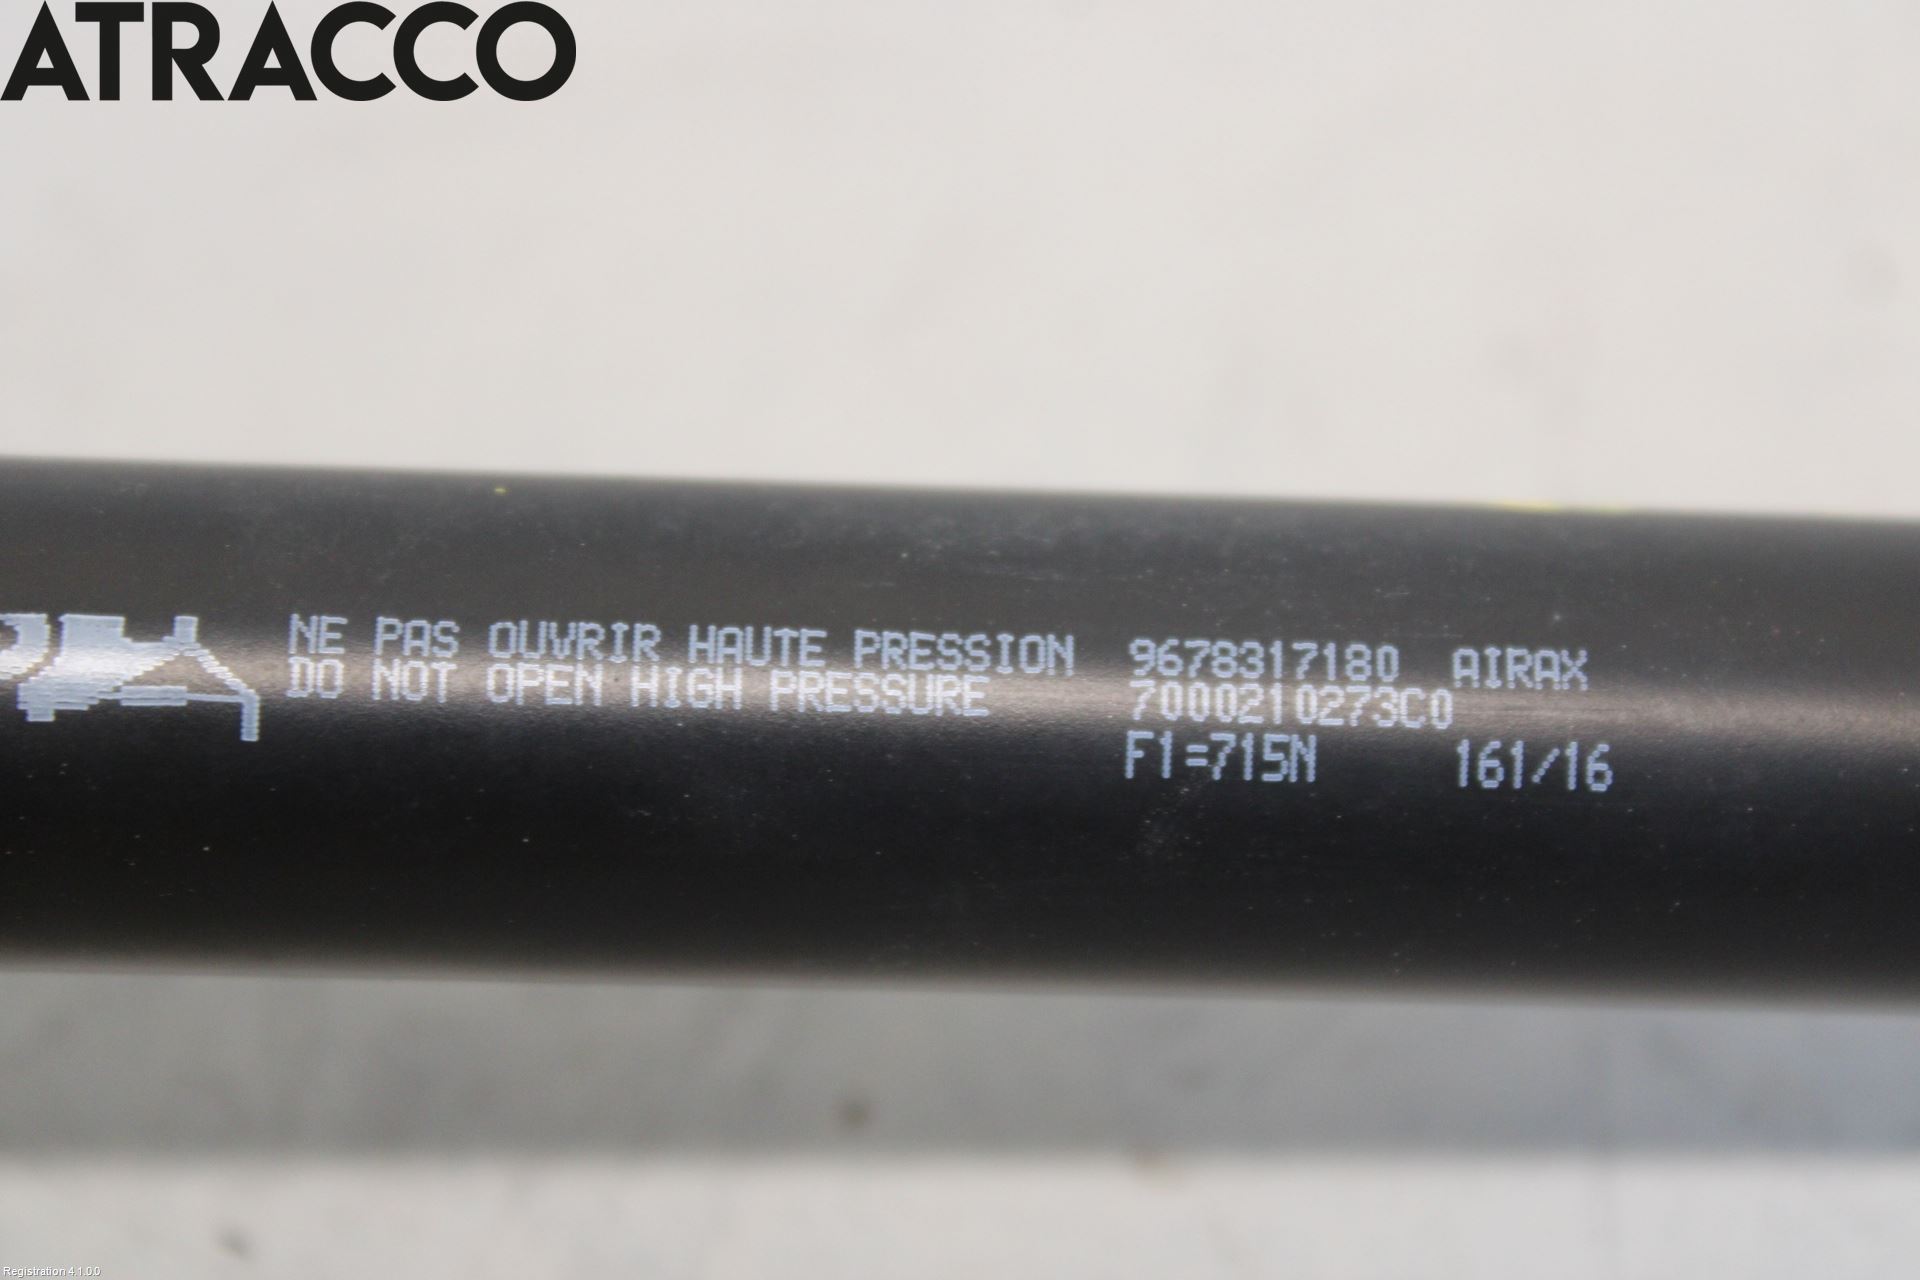 ATRACCO
NE PAS OUVRIR HAUTE PRESSION 9678317180 AIRAX
DO NOT OPEN HIGH PRESSURE 7000210273C0
F1=715N 161/16
Registration 4.1.0.0